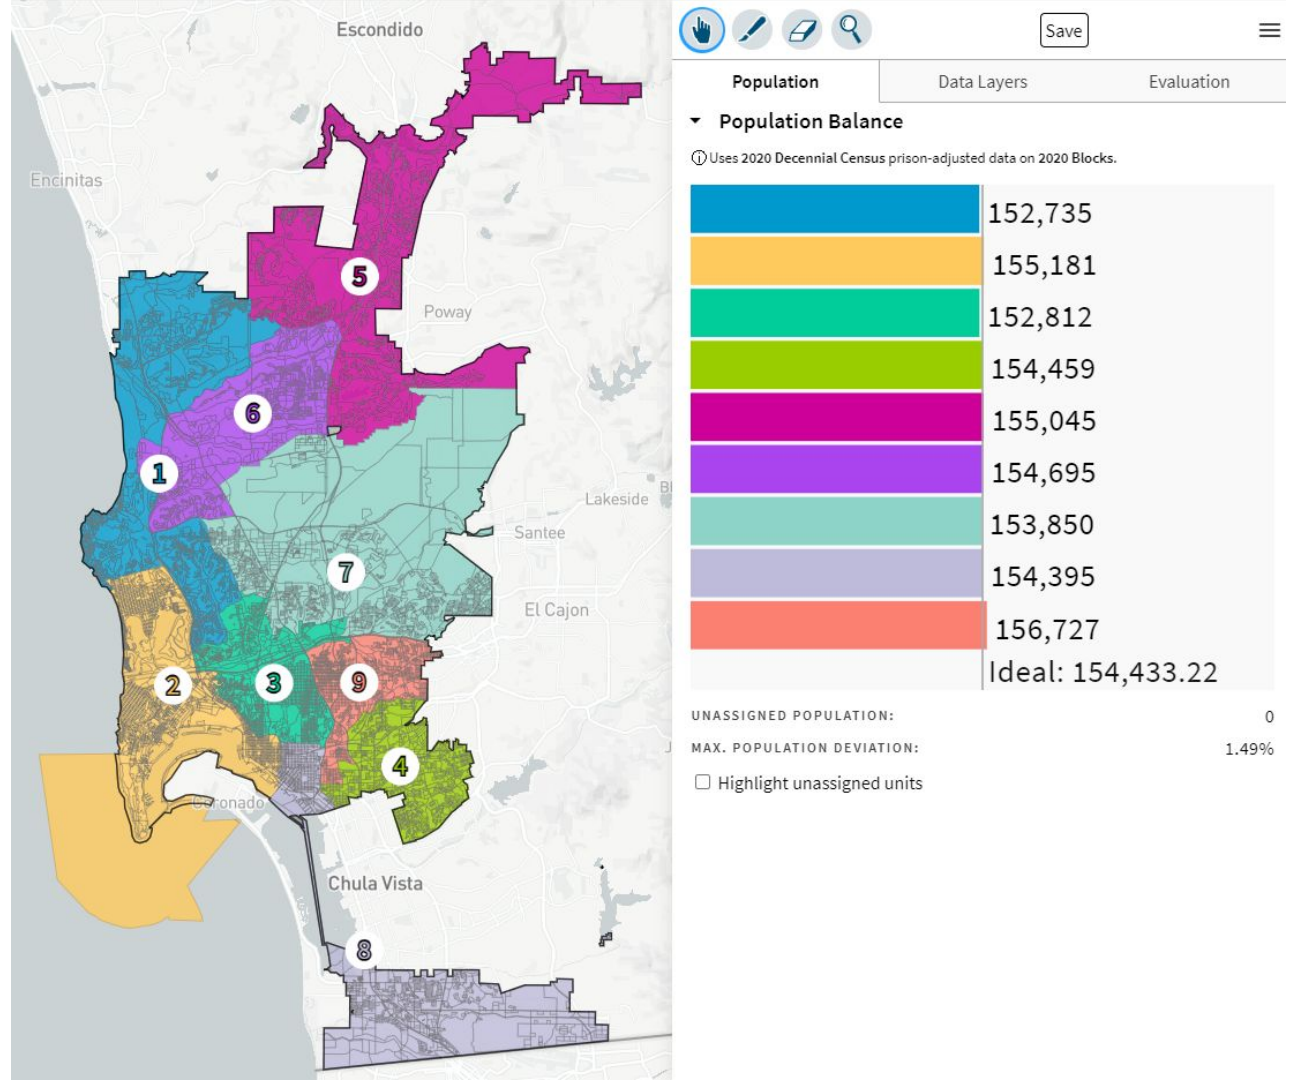 Escondido
Encinitas
5
Poway
6
1
Lakeside
Santee
7
El Cajon
2
3
9
4
Coronado
Chula Vista
8
Save
Population
Data Layers
Evaluation
Population Balance
Uses 2020 Decennial Census prison-adjusted data on 2020 Blocks.
152,735
155,181
152,812
154,459
155,045
154,695
153,850
154,395
156,727
Ideal: 154,433.22
UNASSIGNED POPULATION: 0
MAX. POPULATION DEVIATION: 1.49%
Highlight unassigned units